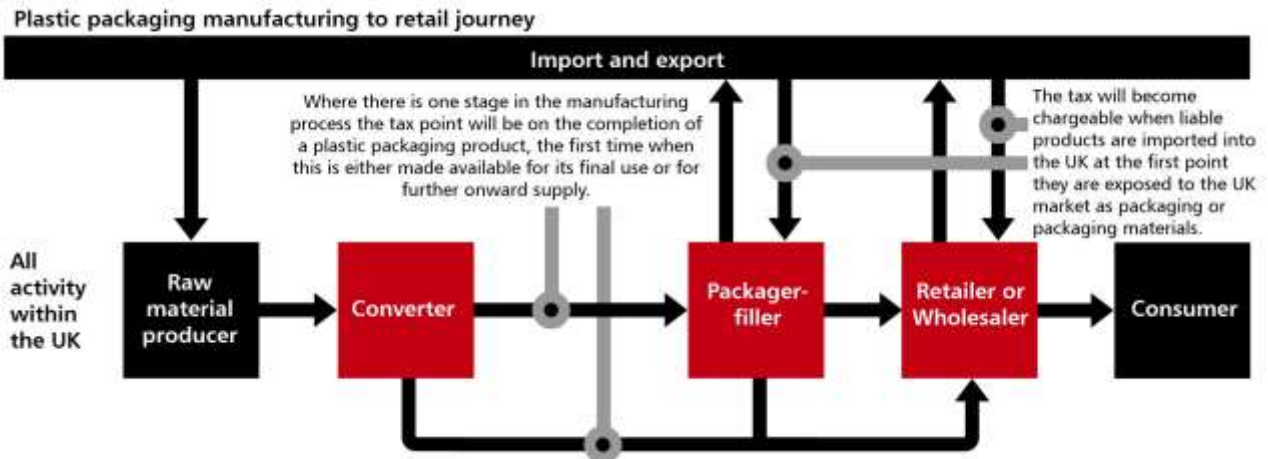 Plastic packaging manufacturing to retail journey
Import and export
Where there is one stage in the manufacturing
process the tax point will be on the completion of
a plastic packaging product, the first time when
this is either made available for its final use or for
further onward supply.
The tax will become
chargeable when liable
products are imported into
the UK at the first point
they are exposed to the UK
market as packaging or
packaging materials.
All
activity
within
the UK
Raw
material
producer
Converter
Packager-
filler
Retailer or
Wholesaler
Consumer